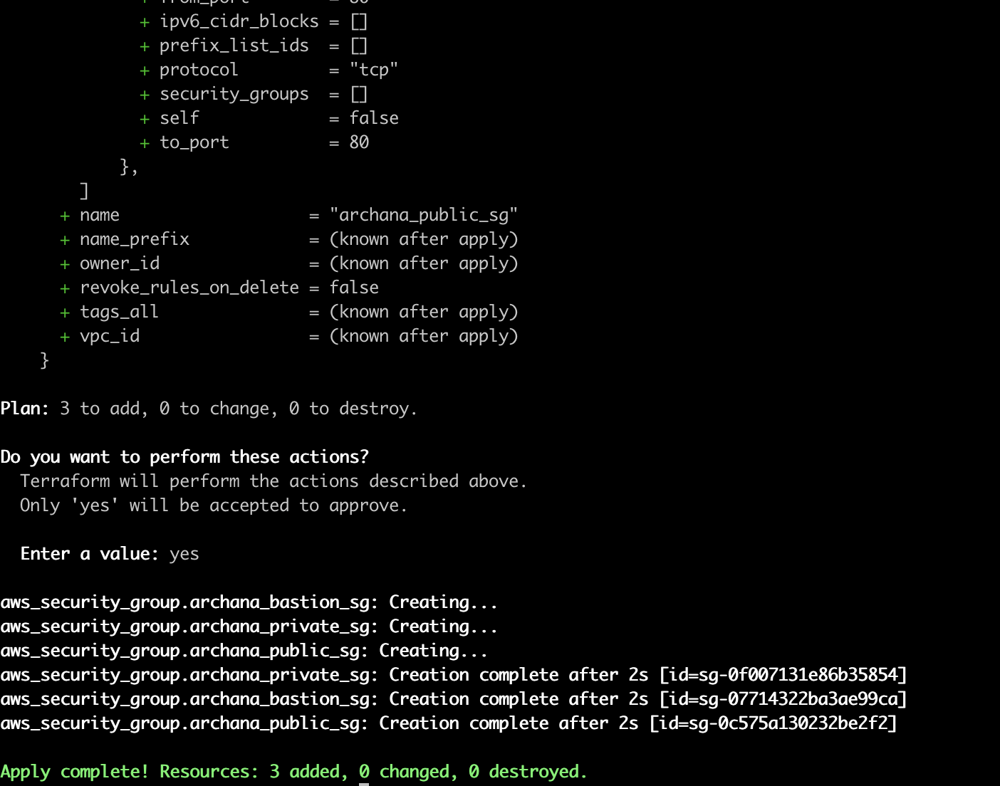 + from_port = 80
+ ipv6_cidr_blocks = []
+ prefix_list_ids = []
+ protocol = "tcp"
+ security_groups = []
+ self = false
+ to_port = 80
},
]
+ name = "archana_public_sg"
+ name_prefix = (known after apply)
+ owner_id = (known after apply)
+ revoke_rules_on_delete = false
+ tags_all = (known after apply)
+ vpc_id = (known after apply)
}
Plan: 3 to add, 0 to change, 0 to destroy.
Do you want to perform these actions?
Terraform will perform the actions described above.
Only 'yes' will be accepted to approve.
Enter a value: yes
aws_security_group.archana_bastion_sg: Creating...
aws_security_group.archana_private_sg: Creating...
aws_security_group.archana_public_sg: Creating...
aws_security_group.archana_private_sg: Creation complete after 2s [id=sg-0f007131e86b35854]
aws_security_group.archana_bastion_sg: Creation complete after 2s [id=sg-07714322ba3ae99ca]
aws_security_group.archana_public_sg: Creation complete after 2s [id=sg-0c575a130232be2f2]
Apply complete! Resources: 3 added, 0 changed, 0 destroyed.